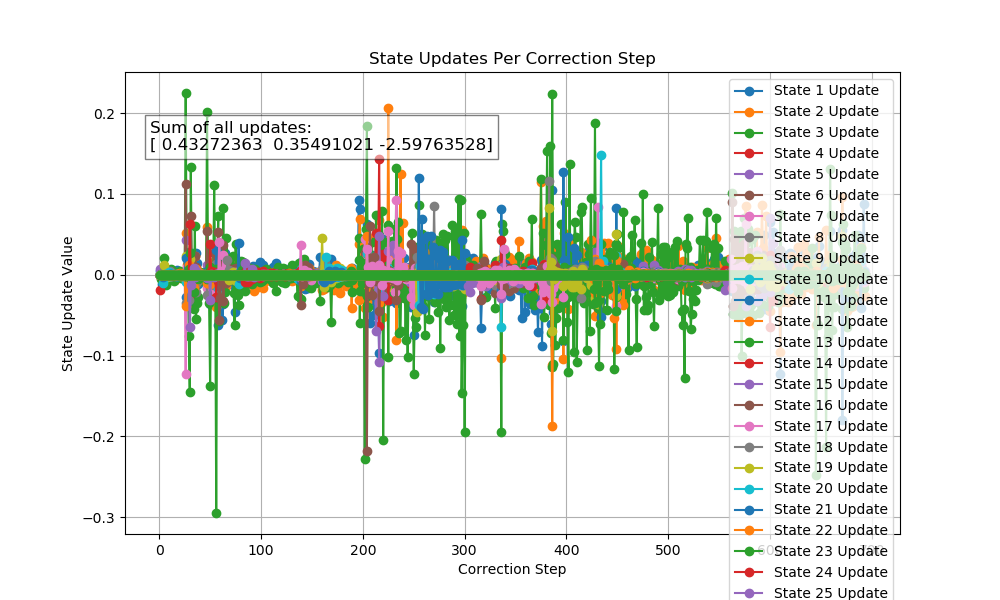 State Updates Per Correction Step
State Update Value
0.2
0.1
0.0
−0.1
−0.2
−0.3
Sum of all updates:
[ 0.43272363  0.35491021 -2.59763528]
0 100 200 300 400 500 600 700
Correction Step
State 1 Update
State 2 Update
State 3 Update
State 4 Update
State 5 Update
State 6 Update
State 7 Update
State 8 Update
State 9 Update
State 10 Update
State 11 Update
State 12 Update
State 13 Update
State 14 Update
State 15 Update
State 16 Update
State 17 Update
State 18 Update
State 19 Update
State 20 Update
State 21 Update
State 22 Update
State 23 Update
State 24 Update
State 25 Update